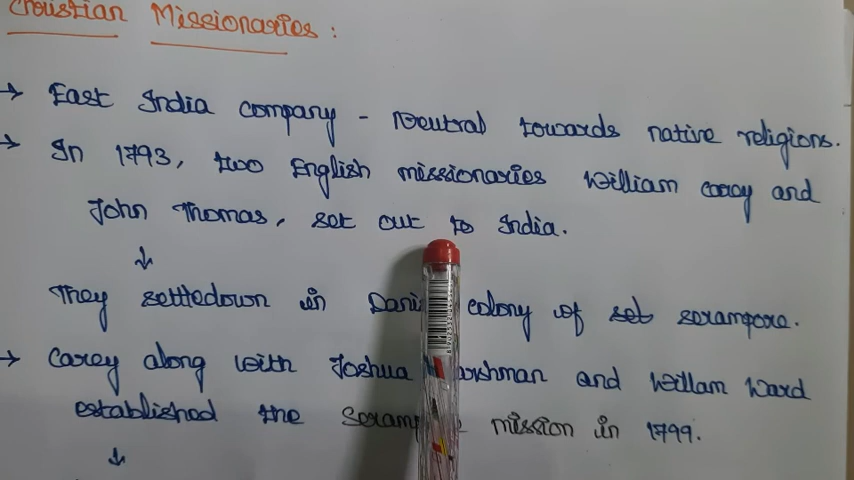 Christian Missionaries :
→ East India company - Neutral towards native religions.
→ In 1793, two English missionaries William carey and
John Thomas, set out to India.
↓
They settledown in colony of set serampore.
→ Carey along with Joshua and Willam Ward
established the mission in 1799.
↓